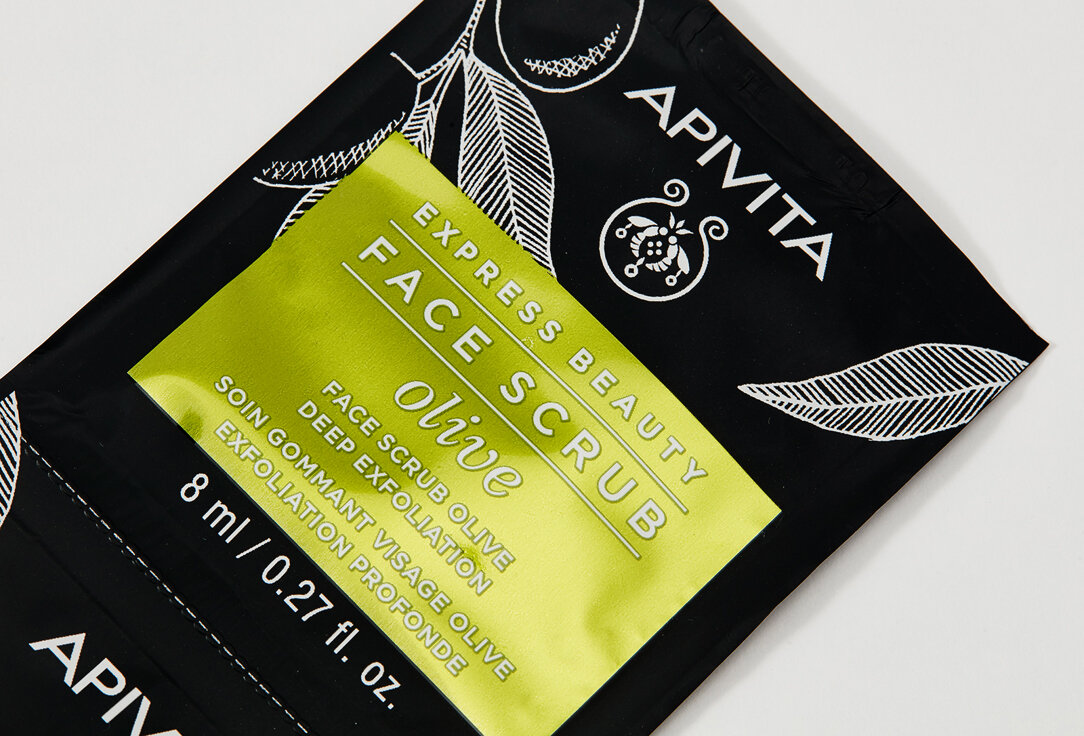 APIVITA
EXPRESS BEAUTY
FACE SCRUB
olive
FACE SCRUB OLIVE
DEEP EXFOLIATION
SOIN GOMMANT VISAGE OLIVE
EXFOLIATION PROFONDE
8 ml / 0.27 fl. oz.
APIV